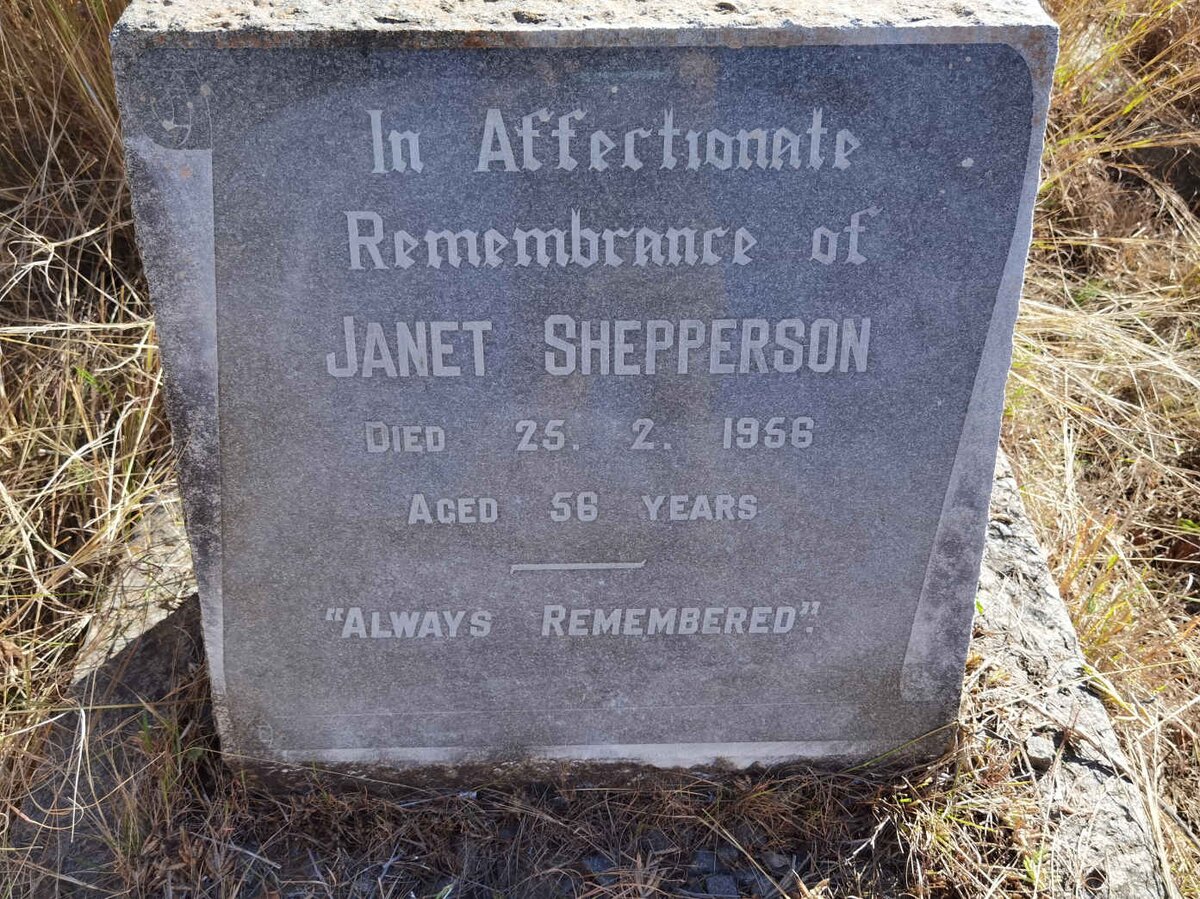 In Affectionate
Remembrance of
JANET SHEPPERSON
DIED 25. 2. 1956
AGED 56 YEARS
"ALWAYS REMEMBERED".